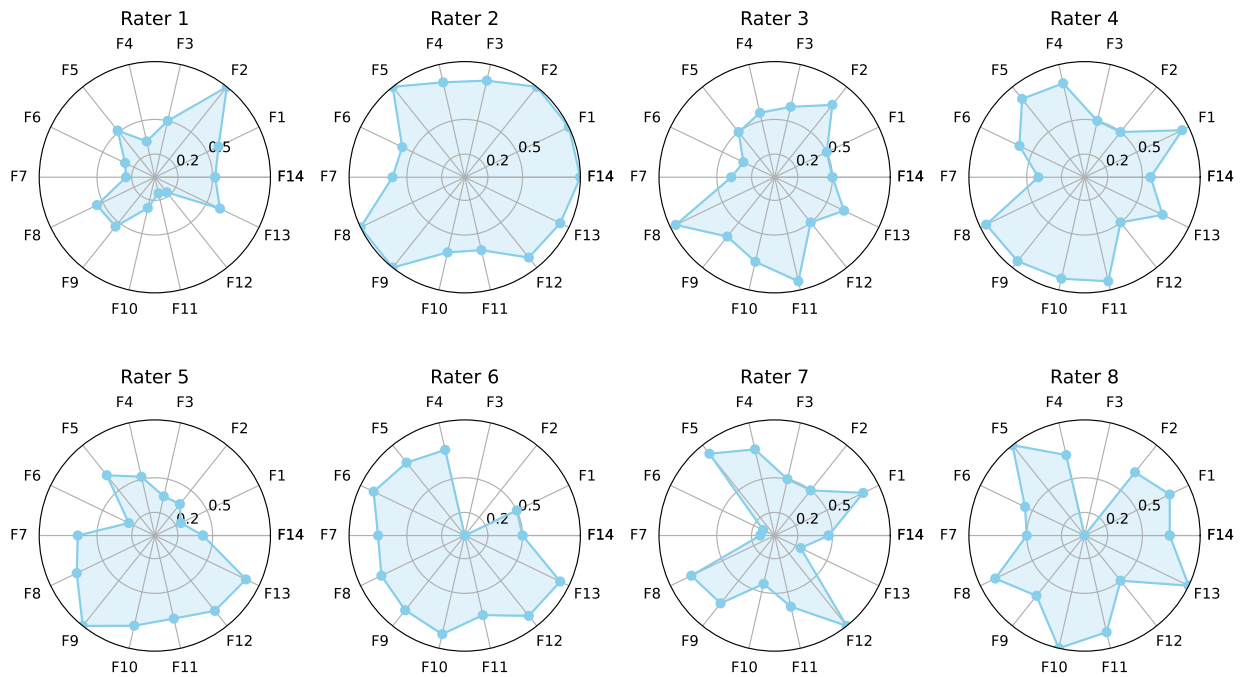 Rater 1
F4 F3
F5 F2
F6 F1
0.5
0.2
F7 F14
F8 F13
F9 F12
F10 F11
Rater 2
F4 F3
F5 F2
F6 F1
0.5
0.2
F7 F14
F8 F13
F9 F12
F10 F11
Rater 3
F4 F3
F5 F2
F6 F1
0.5
0.2
F7 F14
F8 F13
F9 F12
F10 F11
Rater 4
F4 F3
F5 F2
F6 F1
0.5
0.2
F7 F14
F8 F13
F9 F12
F10 F11
Rater 5
F4 F3
F5 F2
F6 F1
0.5
0.2
F7 F14
F8 F13
F9 F12
F10 F11
Rater 6
F4 F3
F5 F2
F6 F1
0.5
0.2
F7 F14
F8 F13
F9 F12
F10 F11
Rater 7
F4 F3
F5 F2
F6 F1
0.5
0.2
F7 F14
F8 F13
F9 F12
F10 F11
Rater 8
F4 F3
F5 F2
F6 F1
0.5
0.2
F7 F14
F8 F13
F9 F12
F10 F11